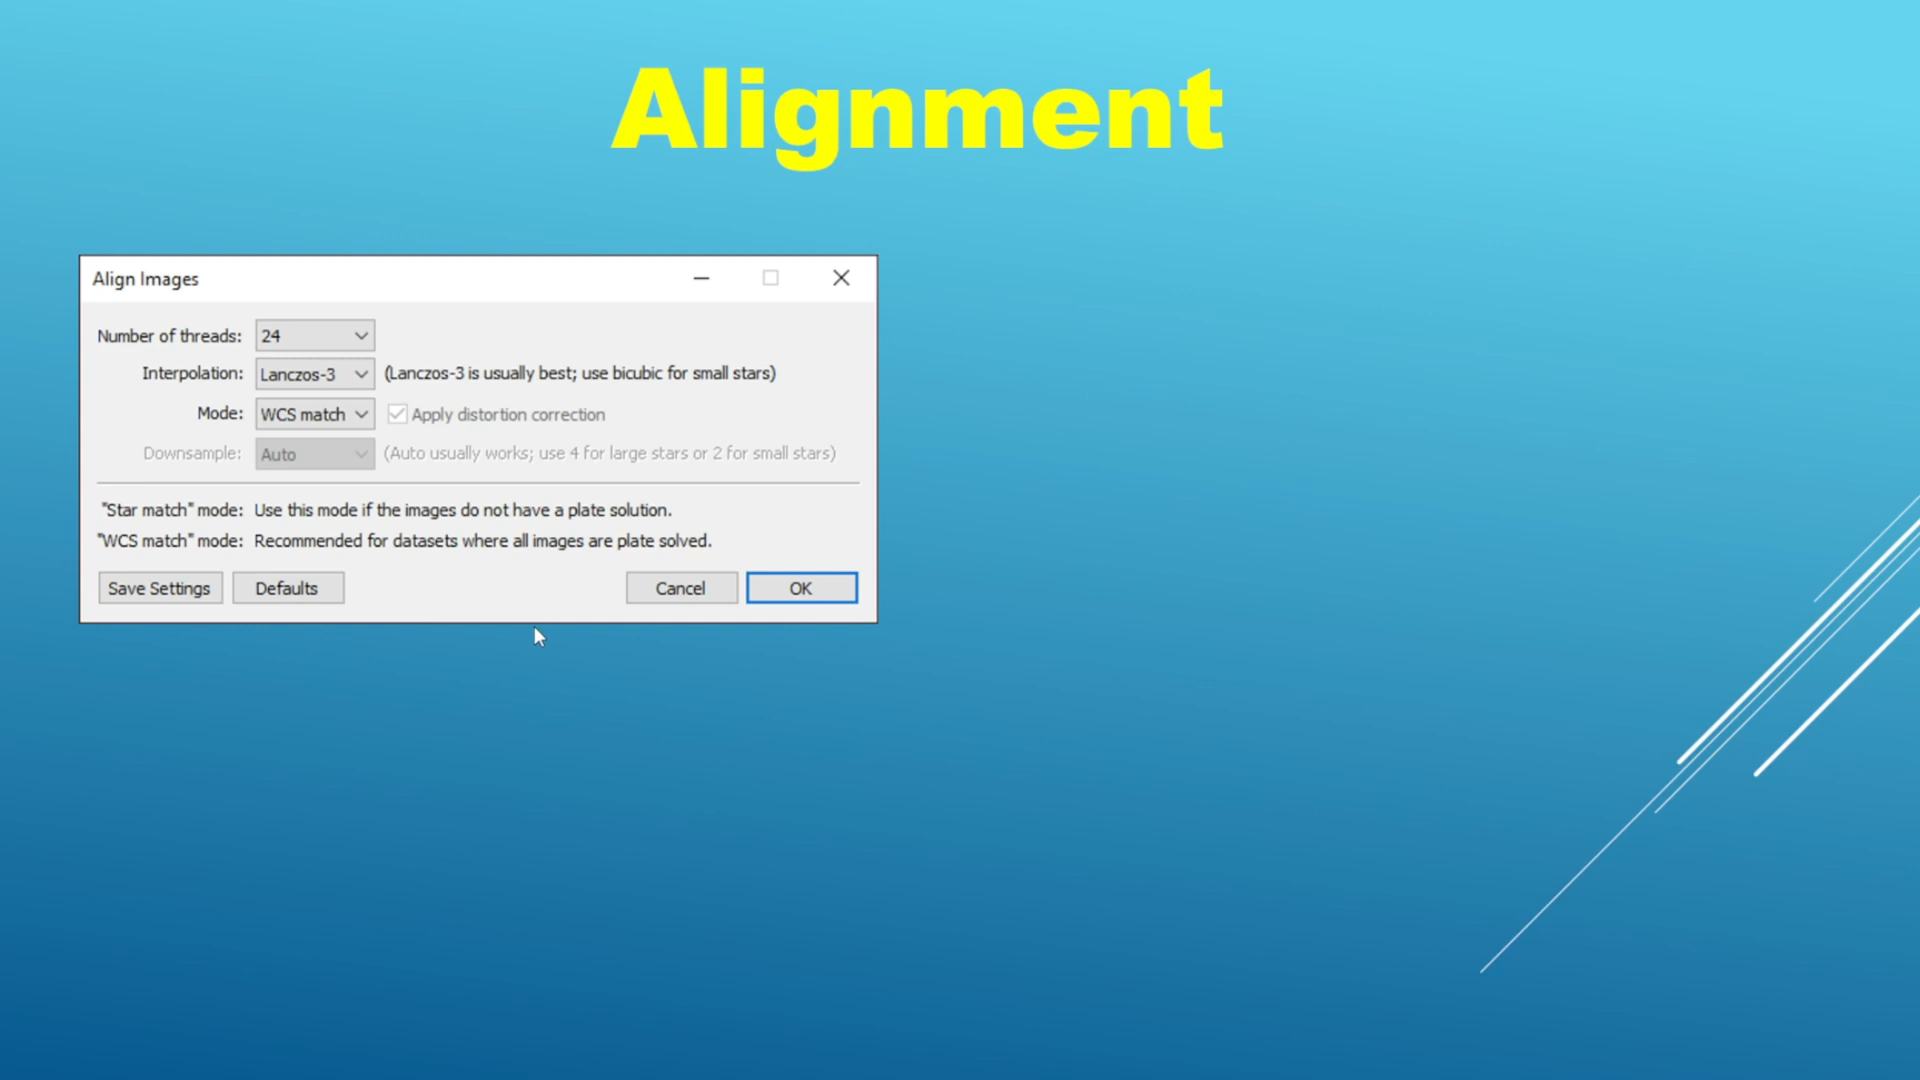 Alignment
Align Images
Number of threads: 24
Interpolation: Lanczos-3 (Lanczos-3 is usually best; use bicubic for small stars)
Mode: WCS match Apply distortion correction
Downsample: Auto (Auto usually works; use 4 for large stars or 2 for small stars)
"Star match" mode: Use this mode if the images do not have a plate solution.
"WCS match" mode: Recommended for datasets where all images are plate solved.
Save Settings Defaults Cancel OK